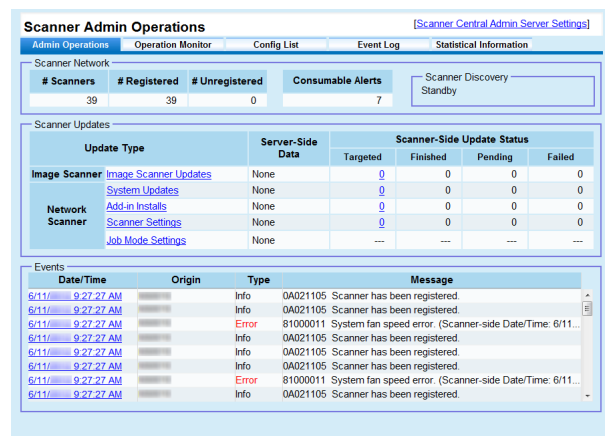 Scanner Admin Operations [Scanner Central Admin Server Settings]
Admin Operations Operation Monitor Config List Event Log Statistical Information
Scanner Network
# Scanners # Registered # Unregistered Consumable Alerts Scanner Discovery
39 39 0 7 Standby
Scanner Updates
Update Type Server-Side Data Scanner-Side Update Status
Targeted Finished Pending Failed
Image Scanner Image Scanner Updates None 0 0 0 0
Network Scanner System Updates None 0 0 0 0
Add-in Installs None 0 0 0 0
Scanner Settings None 0 0 0 0
Job Mode Settings None --- --- --- ---
Events
Date/Time Origin Type Message
6/11/ 9:27:27 AM Info 0A021105 Scanner has been registered.
6/11/ 9:27:27 AM Info 0A021105 Scanner has been registered.
6/11/ 9:27:27 AM Error 81000011 System fan speed error. (Scanner-side Date/Time: 6/11...
6/11/ 9:27:27 AM Info 0A021105 Scanner has been registered.
6/11/ 9:27:27 AM Info 0A021105 Scanner has been registered.
6/11/ 9:27:27 AM Info 0A021105 Scanner has been registered.
6/11/ 9:27:27 AM Error 81000011 System fan speed error. (Scanner-side Date/Time: 6/11...
6/11/ 9:27:27 AM Info 0A021105 Scanner has been registered.